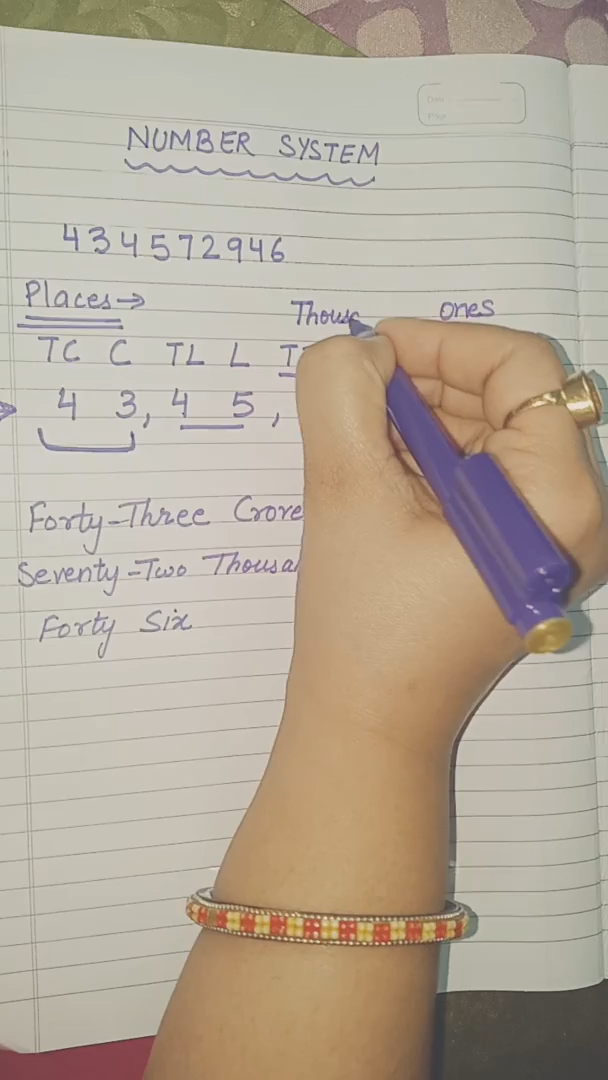 NUMBER SYSTEM
434572946
Places→
Thous ones
TC C TL L T
4 3, 4 5,
Forty-Three Crore
Seventy-Two Thousa
Forty Six